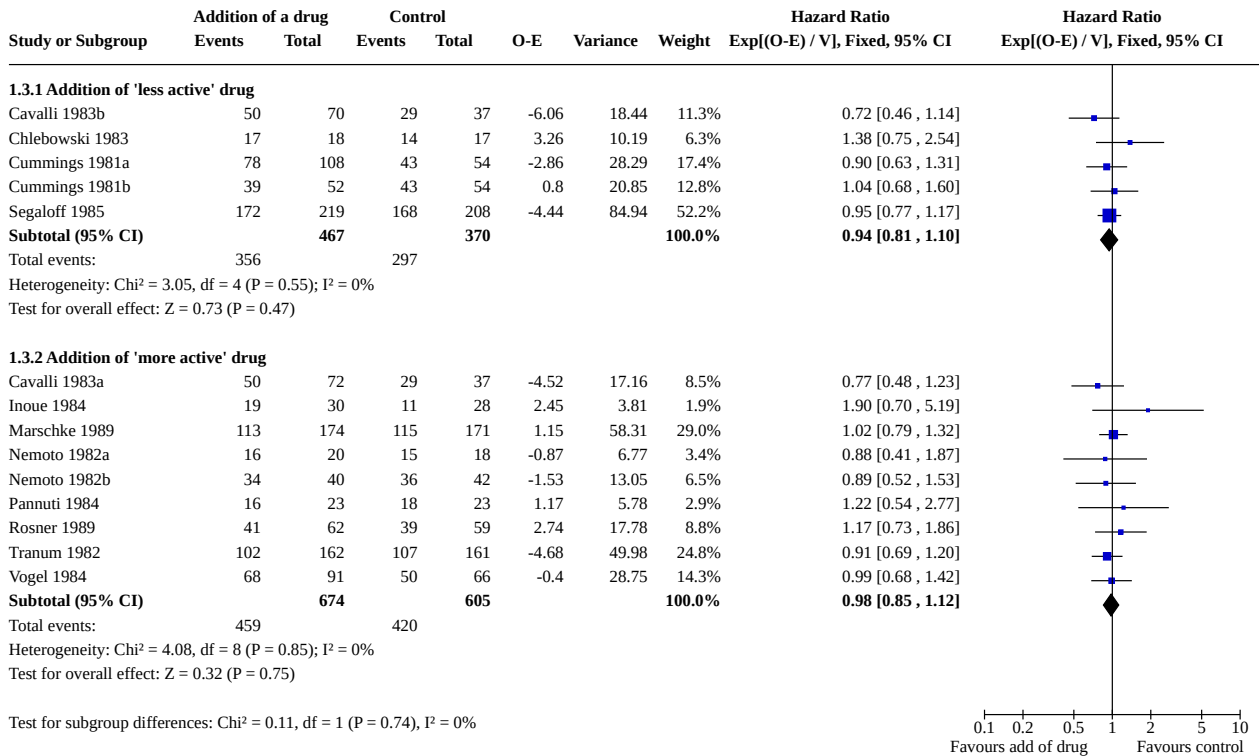 Addition of a drug Control Hazard Ratio Hazard Ratio
Study or Subgroup Events Total Events Total O-E Variance Weight Exp[(O-E) / V], Fixed, 95% CI Exp[(O-E) / V], Fixed, 95% CI
1.3.1 Addition of 'less active' drug
Cavalli 1983b 50 70 29 37 -6.06 18.44 11.3% 0.72 [0.46 , 1.14]
Chlebowski 1983 17 18 14 17 3.26 10.19 6.3% 1.38 [0.75 , 2.54]
Cummings 1981a 78 108 43 54 -2.86 28.29 17.4% 0.90 [0.63 , 1.31]
Cummings 1981b 39 52 43 54 0.8 20.85 12.8% 1.04 [0.68 , 1.60]
Segaloff 1985 172 219 168 208 -4.44 84.94 52.2% 0.95 [0.77 , 1.17]
Subtotal (95% CI) 467 370 100.0% 0.94 [0.81 , 1.10]
Total events: 356 297
Heterogeneity: Chi² = 3.05, df = 4 (P = 0.55); I² = 0%
Test for overall effect: Z = 0.73 (P = 0.47)
1.3.2 Addition of 'more active' drug
Cavalli 1983a 50 72 29 37 -4.52 17.16 8.5% 0.77 [0.48 , 1.23]
Inoue 1984 19 30 11 28 2.45 3.81 1.9% 1.90 [0.70 , 5.19]
Marschke 1989 113 174 115 171 1.15 58.31 29.0% 1.02 [0.79 , 1.32]
Nemoto 1982a 16 20 15 18 -0.87 6.77 3.4% 0.88 [0.41 , 1.87]
Nemoto 1982b 34 40 36 42 -1.53 13.05 6.5% 0.89 [0.52 , 1.53]
Pannuti 1984 16 23 18 23 1.17 5.78 2.9% 1.22 [0.54 , 2.77]
Rosner 1989 41 62 39 59 2.74 17.78 8.8% 1.17 [0.73 , 1.86]
Tranum 1982 102 162 107 161 -4.68 49.98 24.8% 0.91 [0.69 , 1.20]
Vogel 1984 68 91 50 66 -0.4 28.75 14.3% 0.99 [0.68 , 1.42]
Subtotal (95% CI) 674 605 100.0% 0.98 [0.85 , 1.12]
Total events: 459 420
Heterogeneity: Chi² = 4.08, df = 8 (P = 0.85); I² = 0%
Test for overall effect: Z = 0.32 (P = 0.75)
Test for subgroup differences: Chi² = 0.11, df = 1 (P = 0.74), I² = 0%
0.1 0.2 0.5 1 2 5 10
Favours add of drug Favours control